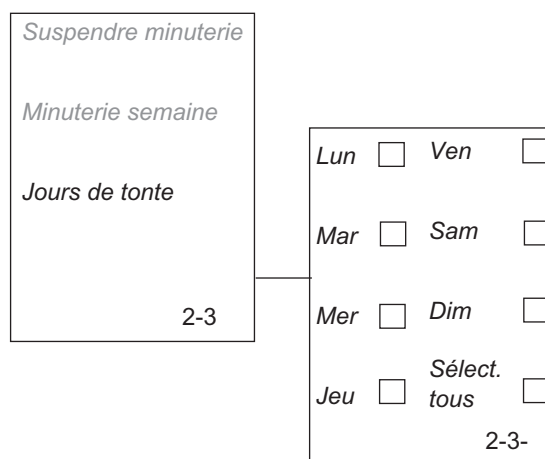 Suspendre minuterie
Minuterie semaine
Jours de tonte
2-3
Lun
Ven
Mar
Sam
Mer
Dim
Jeu
Sélect.
tous
2-3-